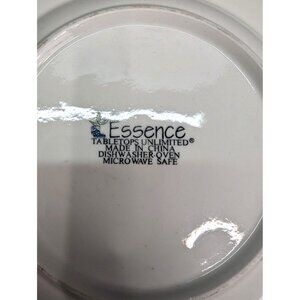 Essence
TABLETOPS UNLIMITED®
MADE IN CHINA
DISHWASHER·OVEN
MICROWAVE SAFE